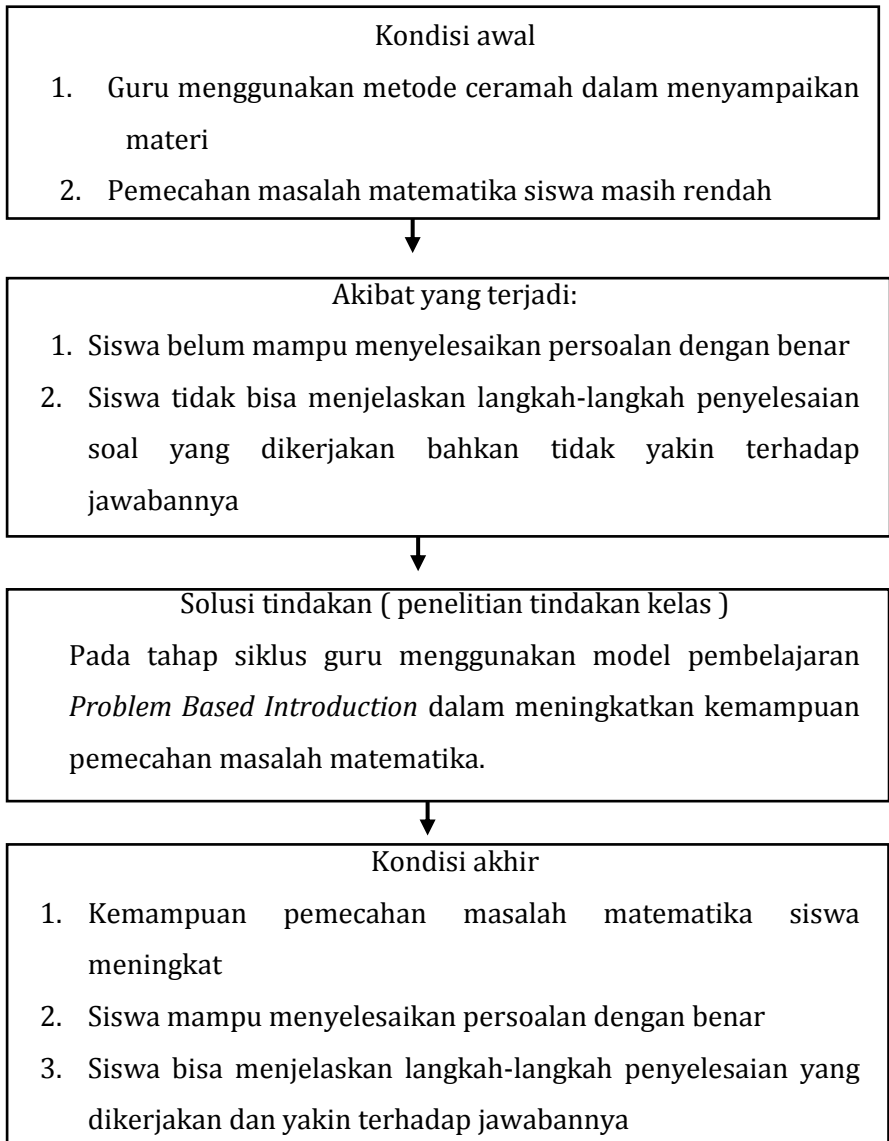 Kondisi awal
1. Guru menggunakan metode ceramah dalam menyampaikan
materi
2. Pemecahan masalah matematika siswa masih rendah
Akibat yang terjadi:
1. Siswa belum mampu menyelesaikan persoalan dengan benar
2. Siswa tidak bisa menjelaskan langkah-langkah penyelesaian
soal yang dikerjakan bahkan tidak yakin terhadap
jawabannya
Solusi tindakan ( penelitian tindakan kelas )
Pada tahap siklus guru menggunakan model pembelajaran
Problem Based Introduction dalam meningkatkan kemampuan
pemecahan masalah matematika.
Kondisi akhir
1. Kemampuan pemecahan masalah matematika siswa
meningkat
2. Siswa mampu menyelesaikan persoalan dengan benar
3. Siswa bisa menjelaskan langkah-langkah penyelesaian yang
dikerjakan dan yakin terhadap jawabannya